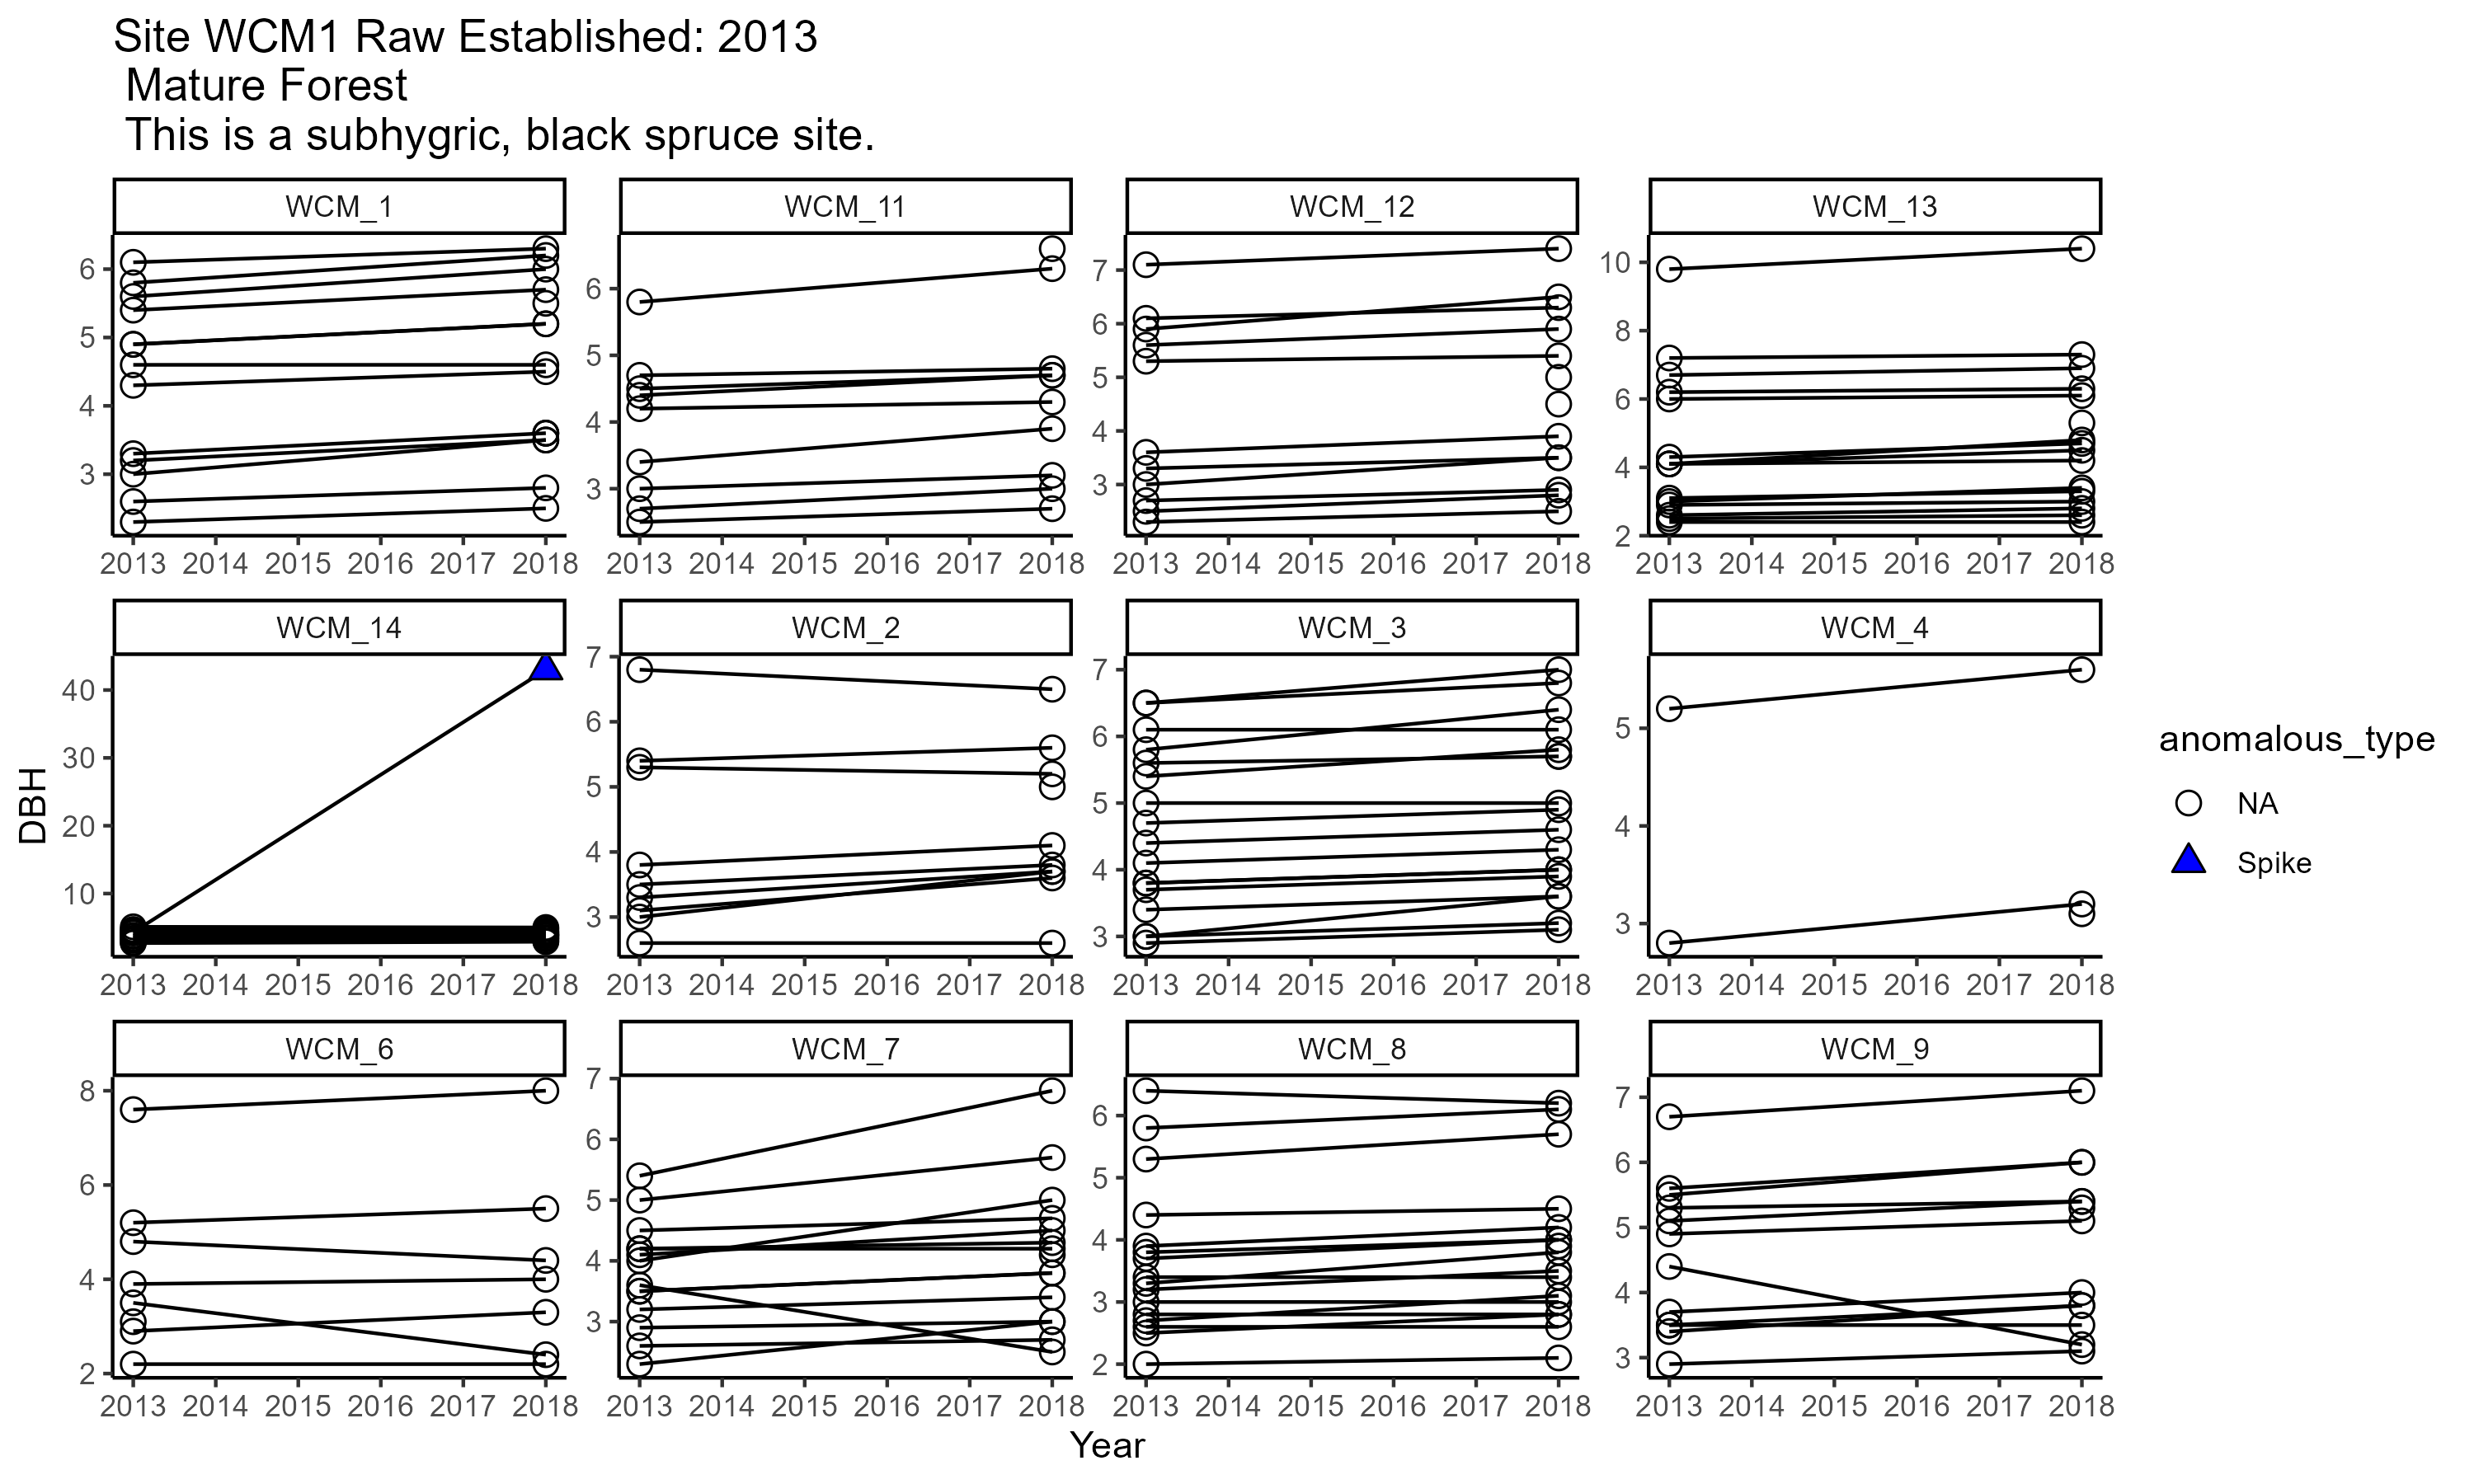 Site WCM1 Raw Established: 2013
Mature Forest
This is a subhygric, black spruce site.
WCM_1
WCM_11
WCM_12
WCM_13
6
5
4
3
6
5
4
3
7
6
5
4
3
10
8
6
4
2
2013 2014 2015 2016 2017 2018
2013 2014 2015 2016 2017 2018
2013 2014 2015 2016 2017 2018
2013 2014 2015 2016 2017 2018
WCM_14
WCM_2
WCM_3
WCM_4
DBH
40
30
20
10
7
6
5
4
3
7
6
5
4
3
5
4
3
2013 2014 2015 2016 2017 2018
2013 2014 2015 2016 2017 2018
2013 2014 2015 2016 2017 2018
2013 2014 2015 2016 2017 2018
anomalous_type
NA
Spike
WCM_6
WCM_7
WCM_8
WCM_9
8
6
4
2
7
6
5
4
3
6
5
4
3
2
7
6
5
4
3
2013 2014 2015 2016 2017 2018
2013 2014 2015 2016 2017 2018
2013 2014 2015 2016 2017 2018
2013 2014 2015 2016 2017 2018
Year